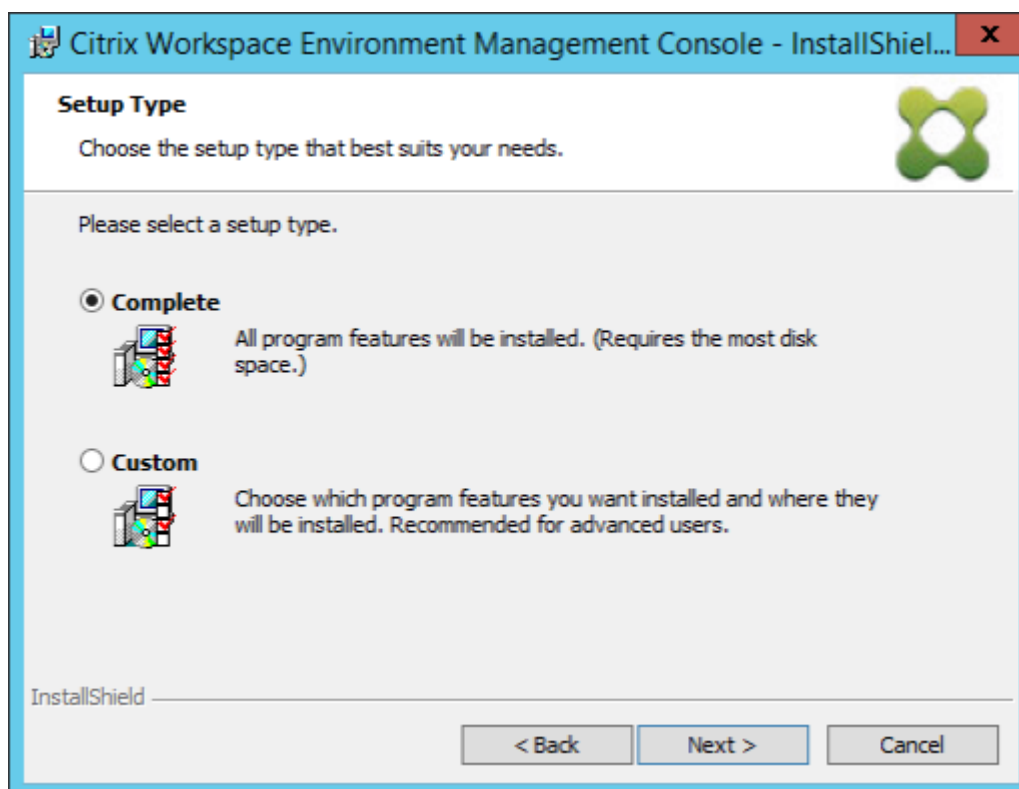 Citrix Workspace Environment Management Console - InstallShiel...
x
Setup Type
Choose the setup type that best suits your needs.
Please select a setup type.
Complete
All program features will be installed. (Requires the most disk
space.)
Custom
Choose which program features you want installed and where they
will be installed. Recommended for advanced users.
InstallShield
< Back
Next >
Cancel